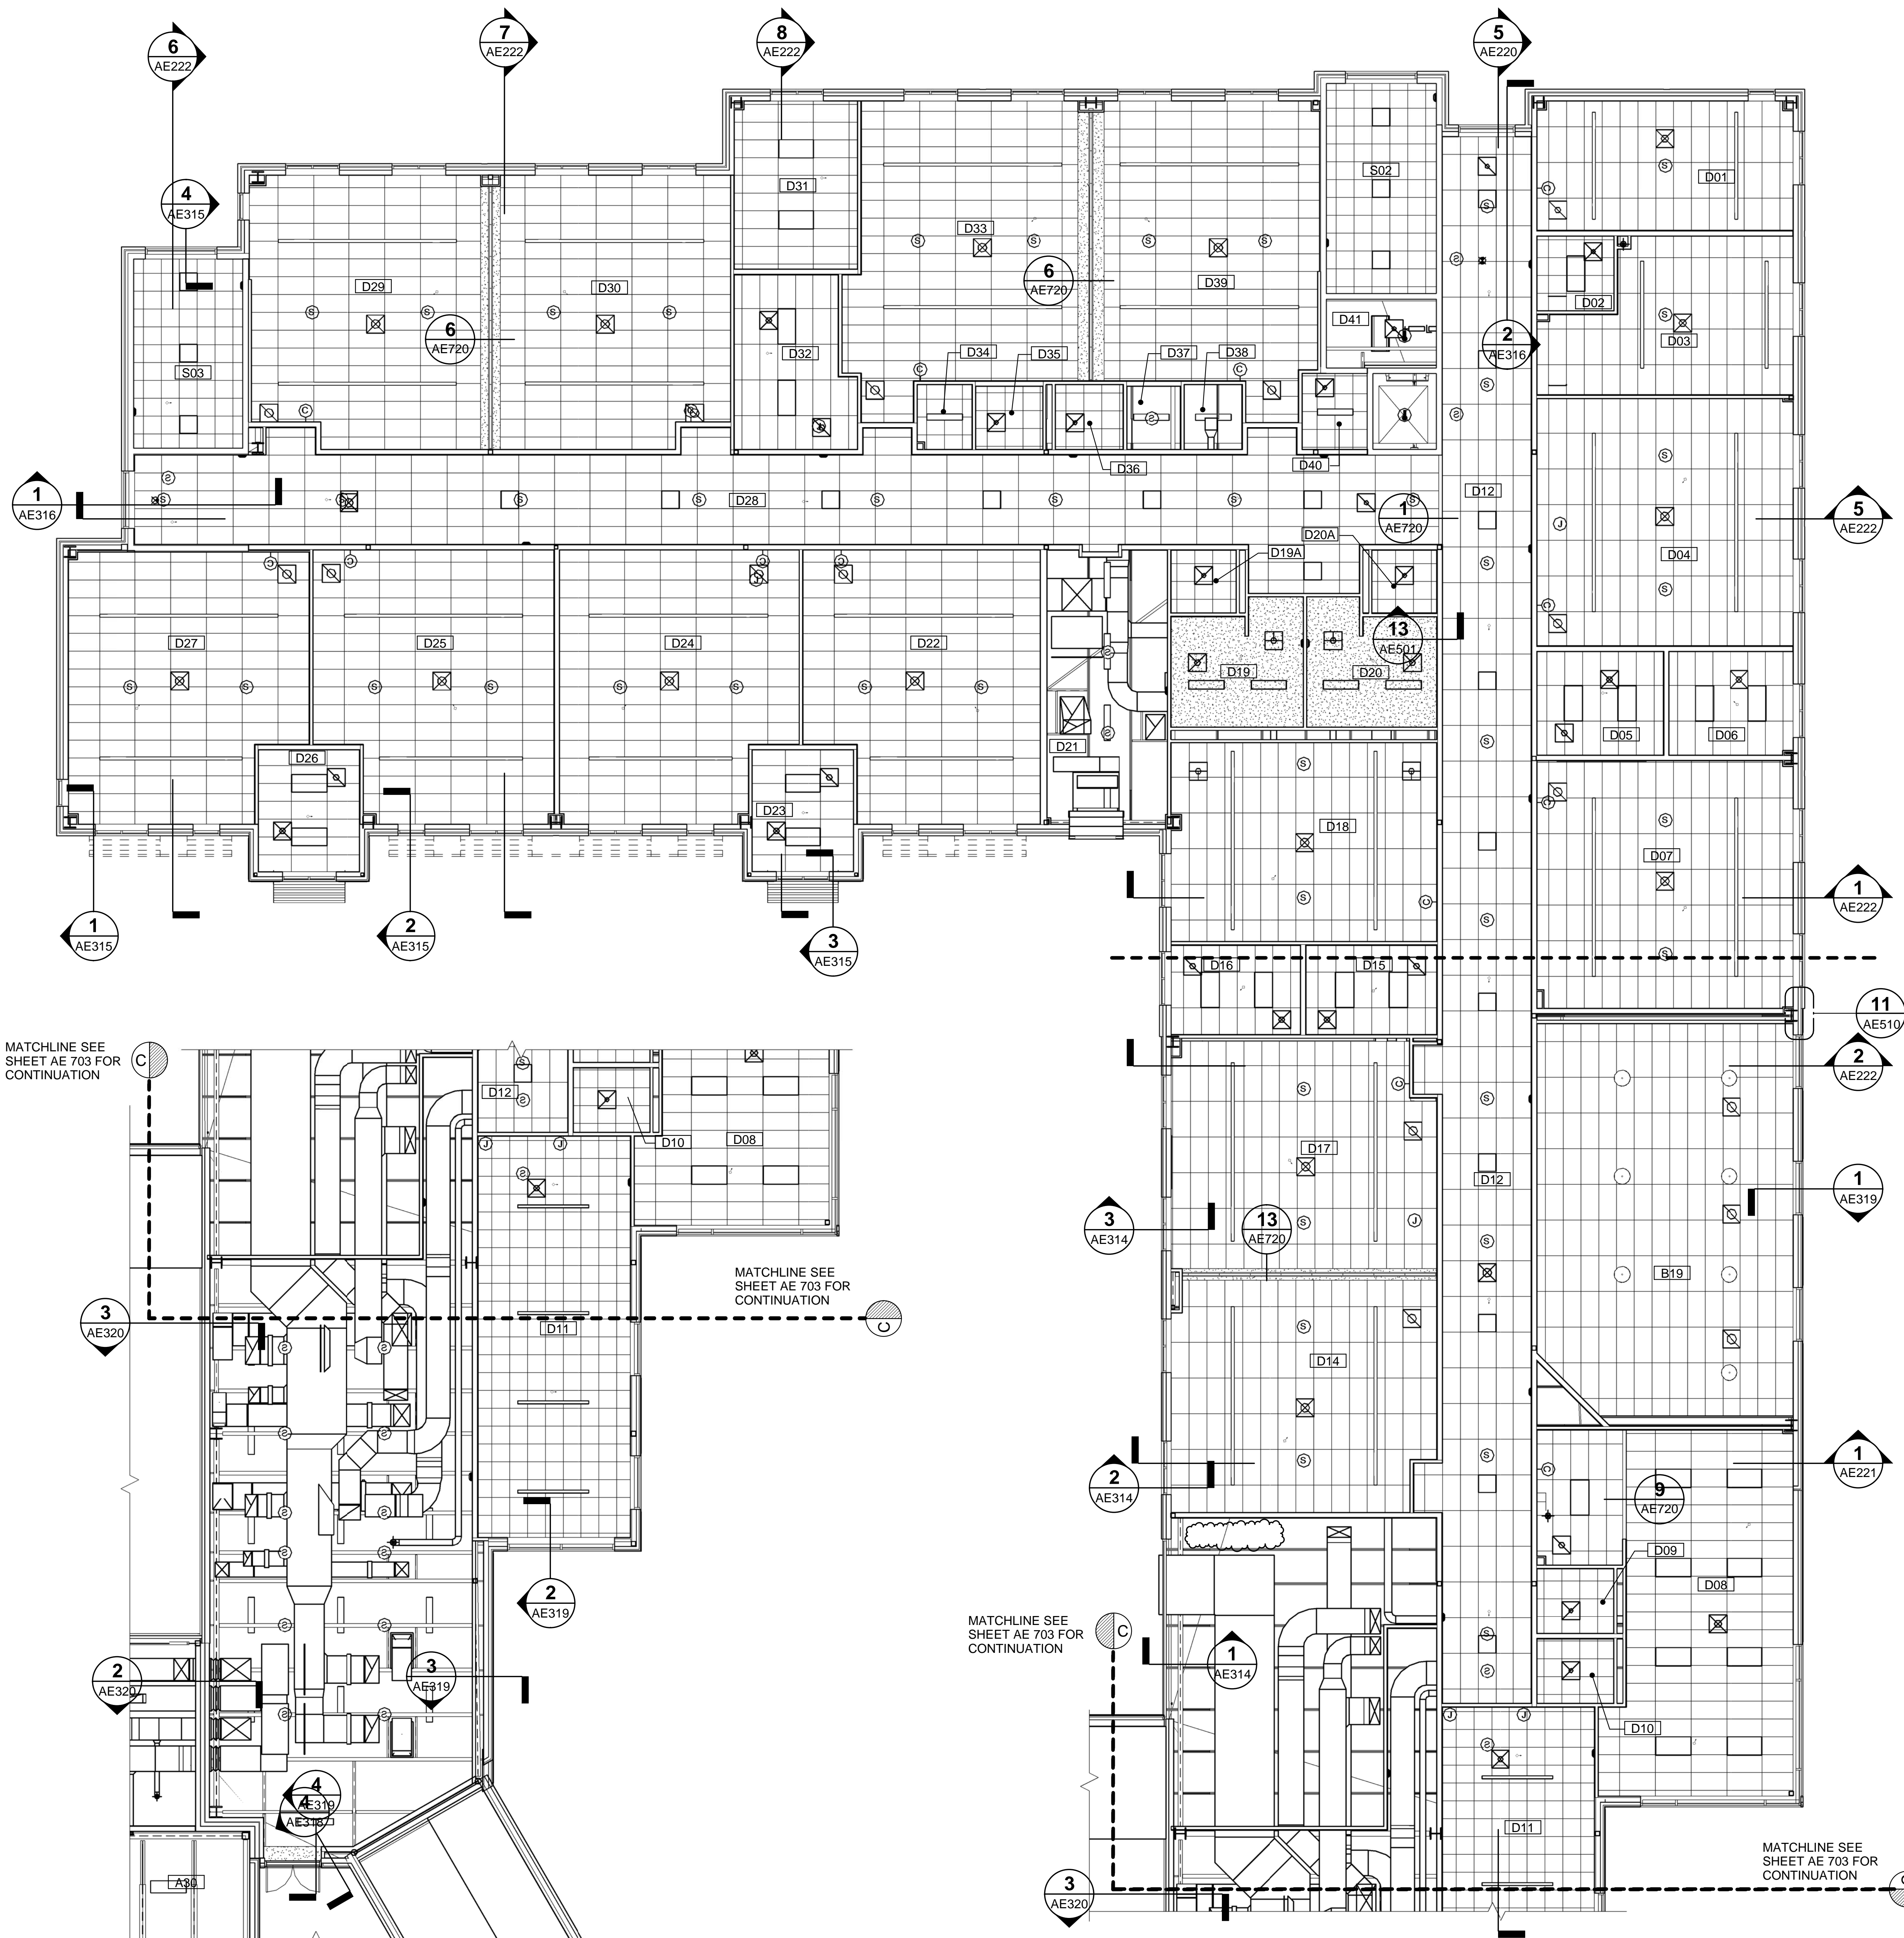 6
AE222
7
AE222
8
AE222
5
AE220
4
AE315
D31
S02
D01
D33
6
AE720
D39
D29
D30
D02
6
AE720
D41
2
AE316
D03
D32
D34
D35
D37
D38
S03
D36
D40
1
AE316
D28
D12
1
AE720
5
AE222
D20A
D19A
D04
13
AE501
D27
D25
D24
D22
D19
D20
D05
D06
D21
D26
D23
D18
D07
1
AE222
1
AE315
2
AE315
3
AE315
D16
D15
11
AE510
MATCHLINE SEE
SHEET AE 703 FOR
CONTINUATION
C
2
AE222
D12
D10
D08
D17
D12
1
AE319
3
AE314
13
AE720
B19
MATCHLINE SEE
SHEET AE 703 FOR
CONTINUATION
C
3
AE320
D11
D14
2
AE314
1
AE221
9
AE720
D09
D08
2
AE319
MATCHLINE SEE
SHEET AE 703 FOR
CONTINUATION
C
1
AE314
2
AE320
3
AE319
D10
4
AE319
4
AE318
D11
A30
MATCHLINE SEE
SHEET AE 703 FOR
CONTINUATION
3
AE320